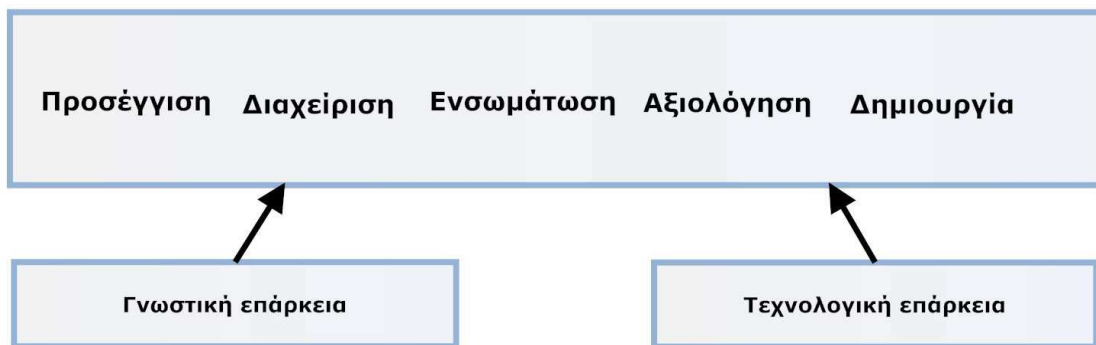 Προσέγγιση Διαχείριση Ενσωμάτωση Αξιολόγηση Δημιουργία
Γνωστική επάρκεια
Τεχνολογική επάρκεια